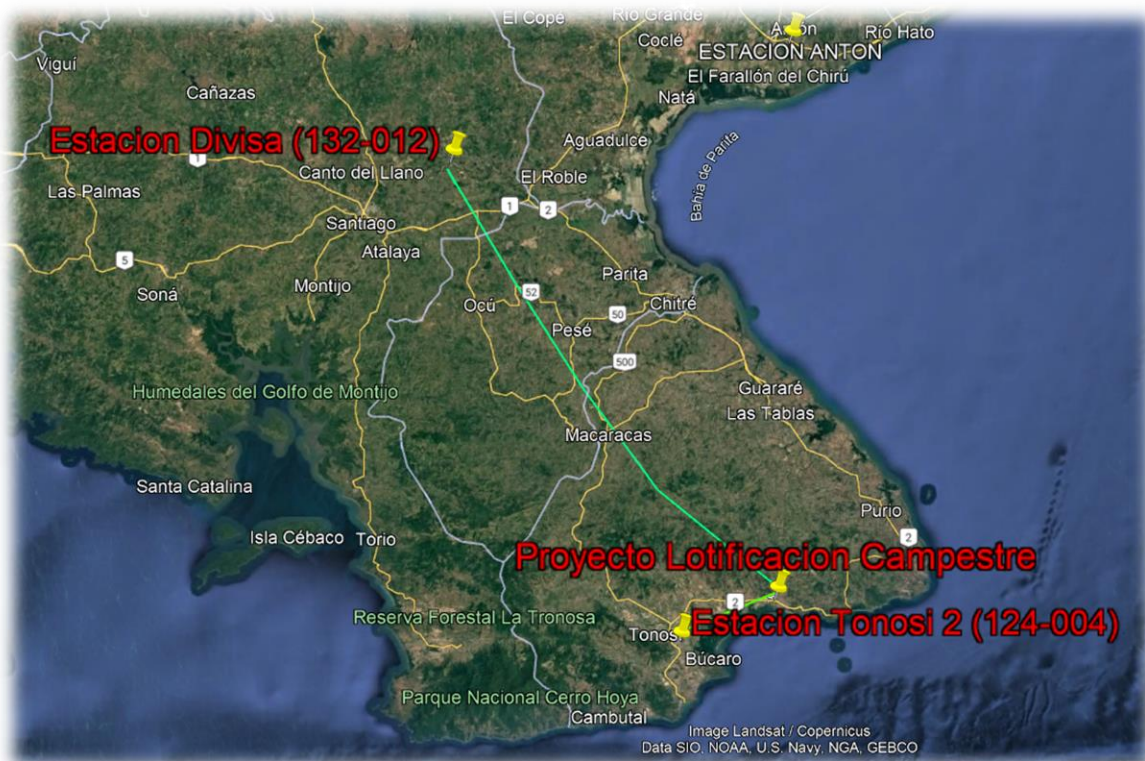 El Copé
Río Grande
Antón
Río Hato
Coclé
ESTACION ANTON
Viguí
El Farallón del Chirú
Cañazas
Natá
Estacion Divisa (132-012)
Aguadulce
Bahía de Parita
1
Canto del Llano
El Roble
Las Palmas
1
2
Santiago
Atalaya
5
Parita
Montijo
Soná
52
Ocú
Chitré
50
Pesé
500
Humedales del Golfo de Montijo
Guararé
Las Tablas
Macaracas
Santa Catalina
Purio
Isla Cébaco
Torio
2
Proyecto Lotificacion Campestre
2
Reserva Forestal La Tronosa
Estacion Tonosi 2 (124-004)
Búcaro
Parque Nacional Cerro Hoya
Cambutal
Image Landsat / Copernicus
Data SIO, NOAA, U.S. Navy, NGA, GEBCO